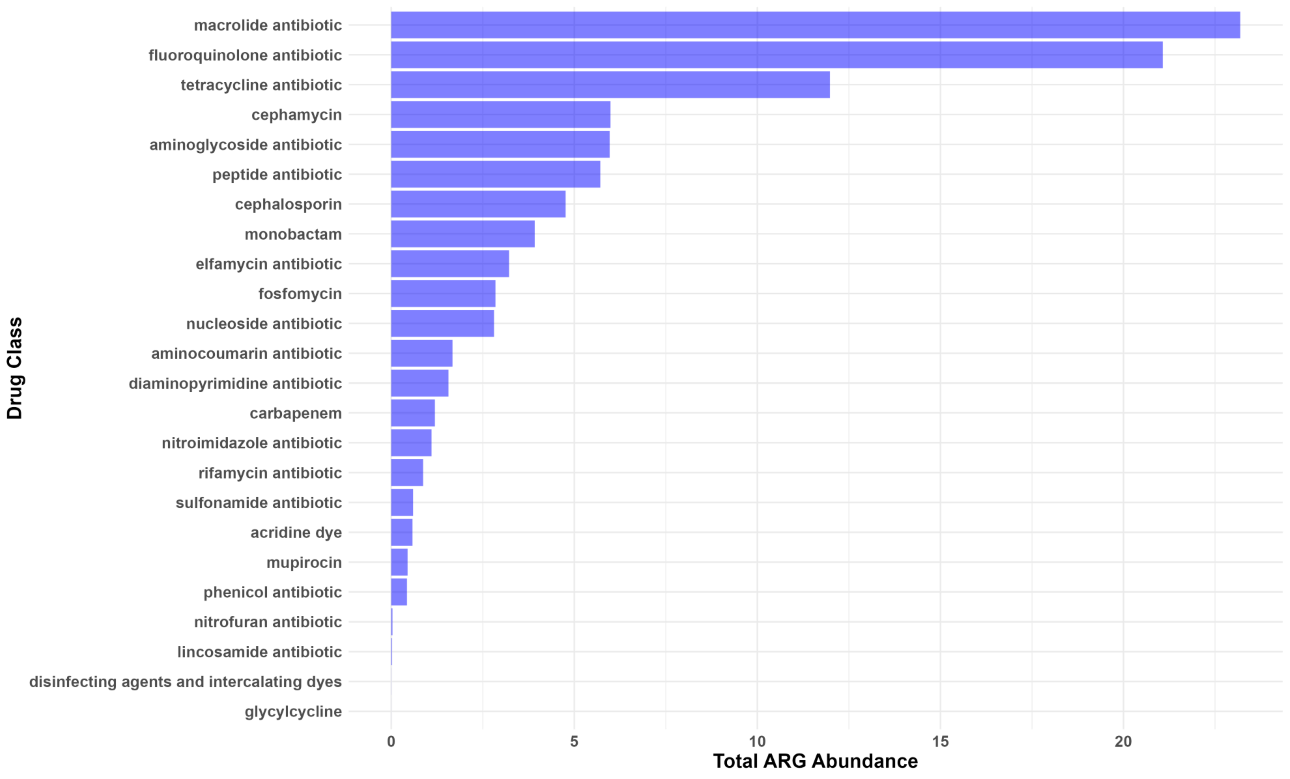 macrolide antibiotic
fluoroquinolone antibiotic
tetracycline antibiotic
cephamycin
aminoglycoside antibiotic
peptide antibiotic
cephalosporin
monobactam
elfamycin antibiotic
fosfomycin
nucleoside antibiotic
aminocoumarin antibiotic
diaminopyrimidine antibiotic
carbapenem
nitroimidazole antibiotic
rifamycin antibiotic
sulfonamide antibiotic
acridine dye
mupirocin
phenicol antibiotic
nitrofuran antibiotic
lincosamide antibiotic
disinfecting agents and intercalating dyes
glycylcycline
Drug Class
0 5 10 15 20
Total ARG Abundance